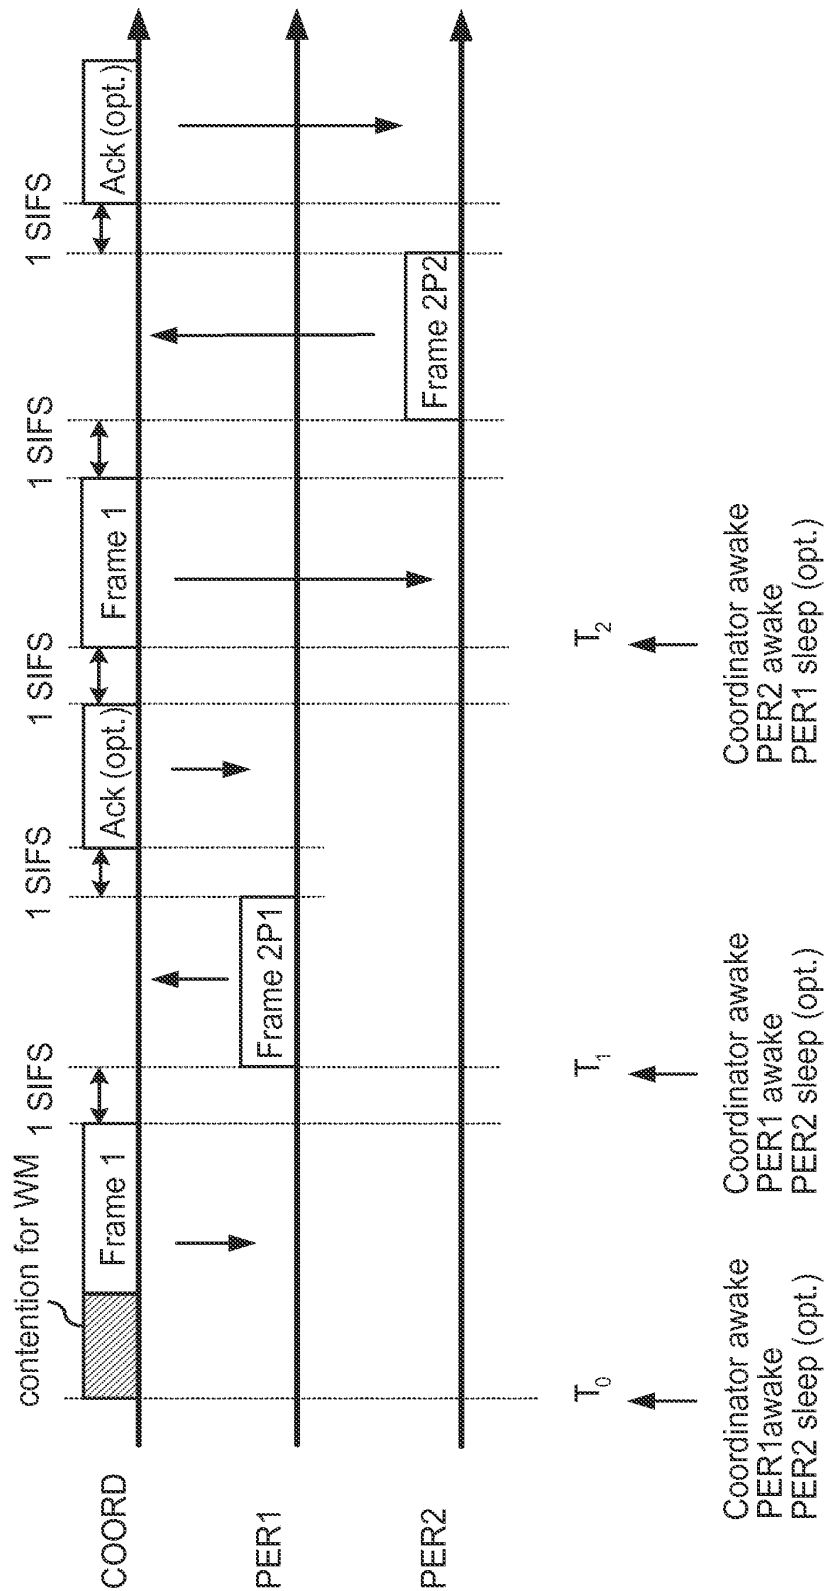 contention for WM
1 SIFS
1 SIFS
1 SIFS
1 SIFS
1 SIFS
COORD
Frame 1
Ack (opt.)
Frame 1
Ack (opt.)
PER1
Frame 2P1
PER2
Frame 2P2
T0
T1
T2
Coordinator awake
PER1awake
PER2 sleep (opt.)
Coordinator awake
PER1 awake
PER2 sleep (opt.)
Coordinator awake
PER2 awake
PER1 sleep (opt.)